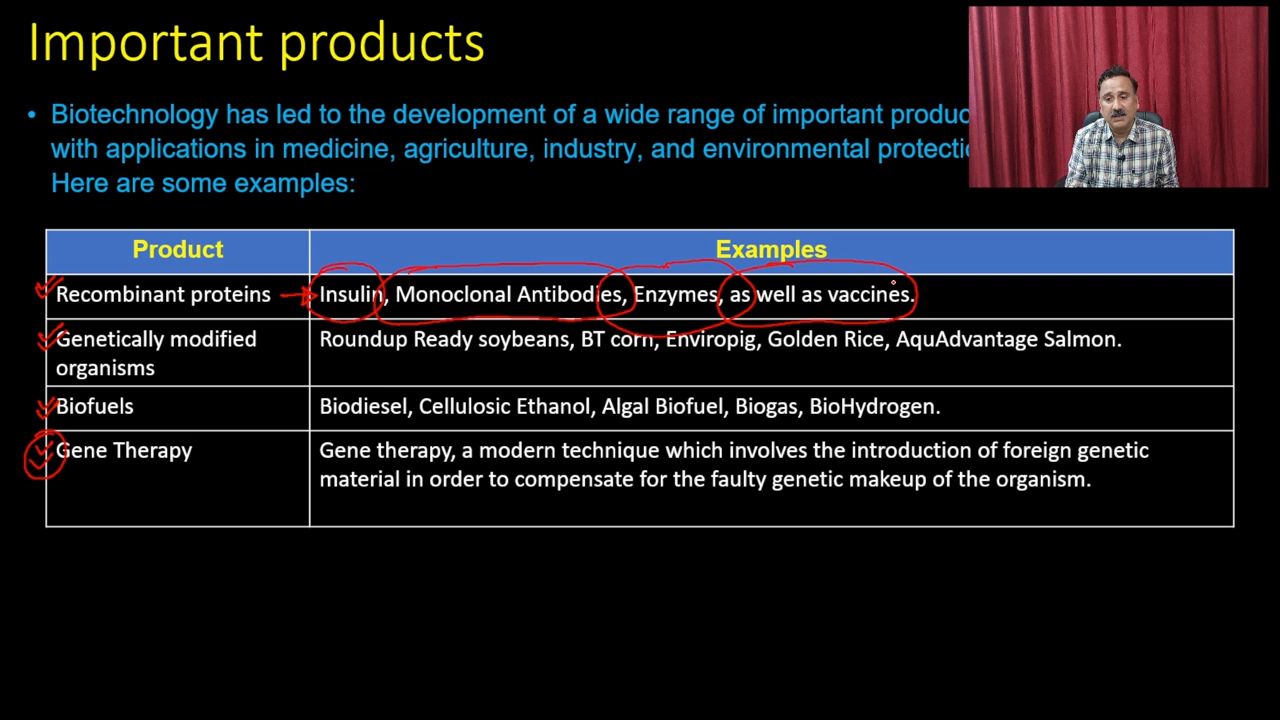 Important products
• Biotechnology has led to the development of a wide range of important produc
with applications in medicine, agriculture, industry, and environmental protectic
Here are some examples:
Product Examples
Recombinant proteins Insulin, Monoclonal Antibodies, Enzymes, as well as vaccines.
Genetically modified Roundup Ready soybeans, BT corn, Enviropig, Golden Rice, AquAdvantage Salmon.
organisms
Biofuels Biodiesel, Cellulosic Ethanol, Algal Biofuel, Biogas, BioHydrogen.
Gene Therapy Gene therapy, a modern technique which involves the introduction of foreign genetic
material in order to compensate for the faulty genetic makeup of the organism.